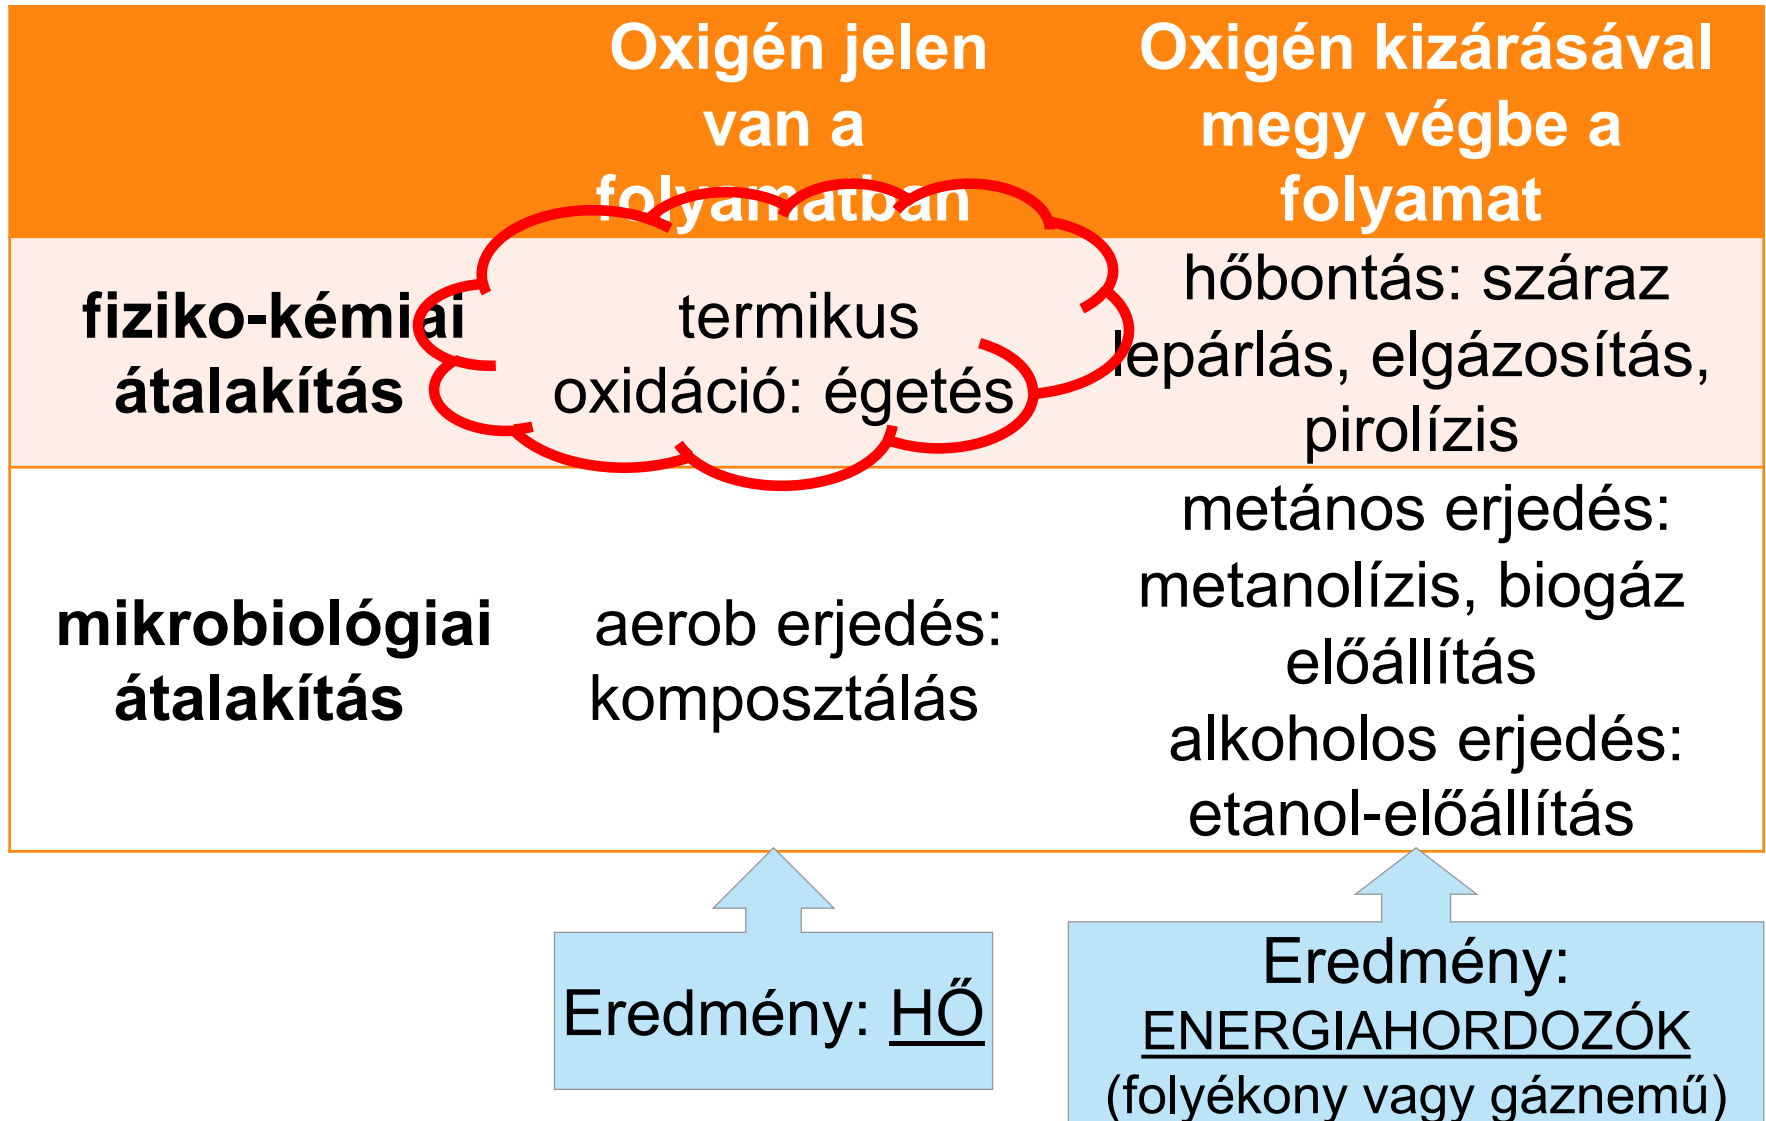 Oxigén jelen
van a
folyamatban
Oxigén kizárásával
megy végbe a
folyamat
fiziko-kémiai
átalakítás
termikus
oxidáció: égetés
hőbontás: száraz
lepárlás, elgázosítás,
pirolízis
mikrobiológiai
átalakítás
aerob erjedés:
komposztálás
metános erjedés:
metanolízis, biogáz
előállítás
alkoholos erjedés:
etanol-előállítás
Eredmény: HŐ
Eredmény:
ENERGIAHORDOZÓK
(folyékony vagy gáznemű)